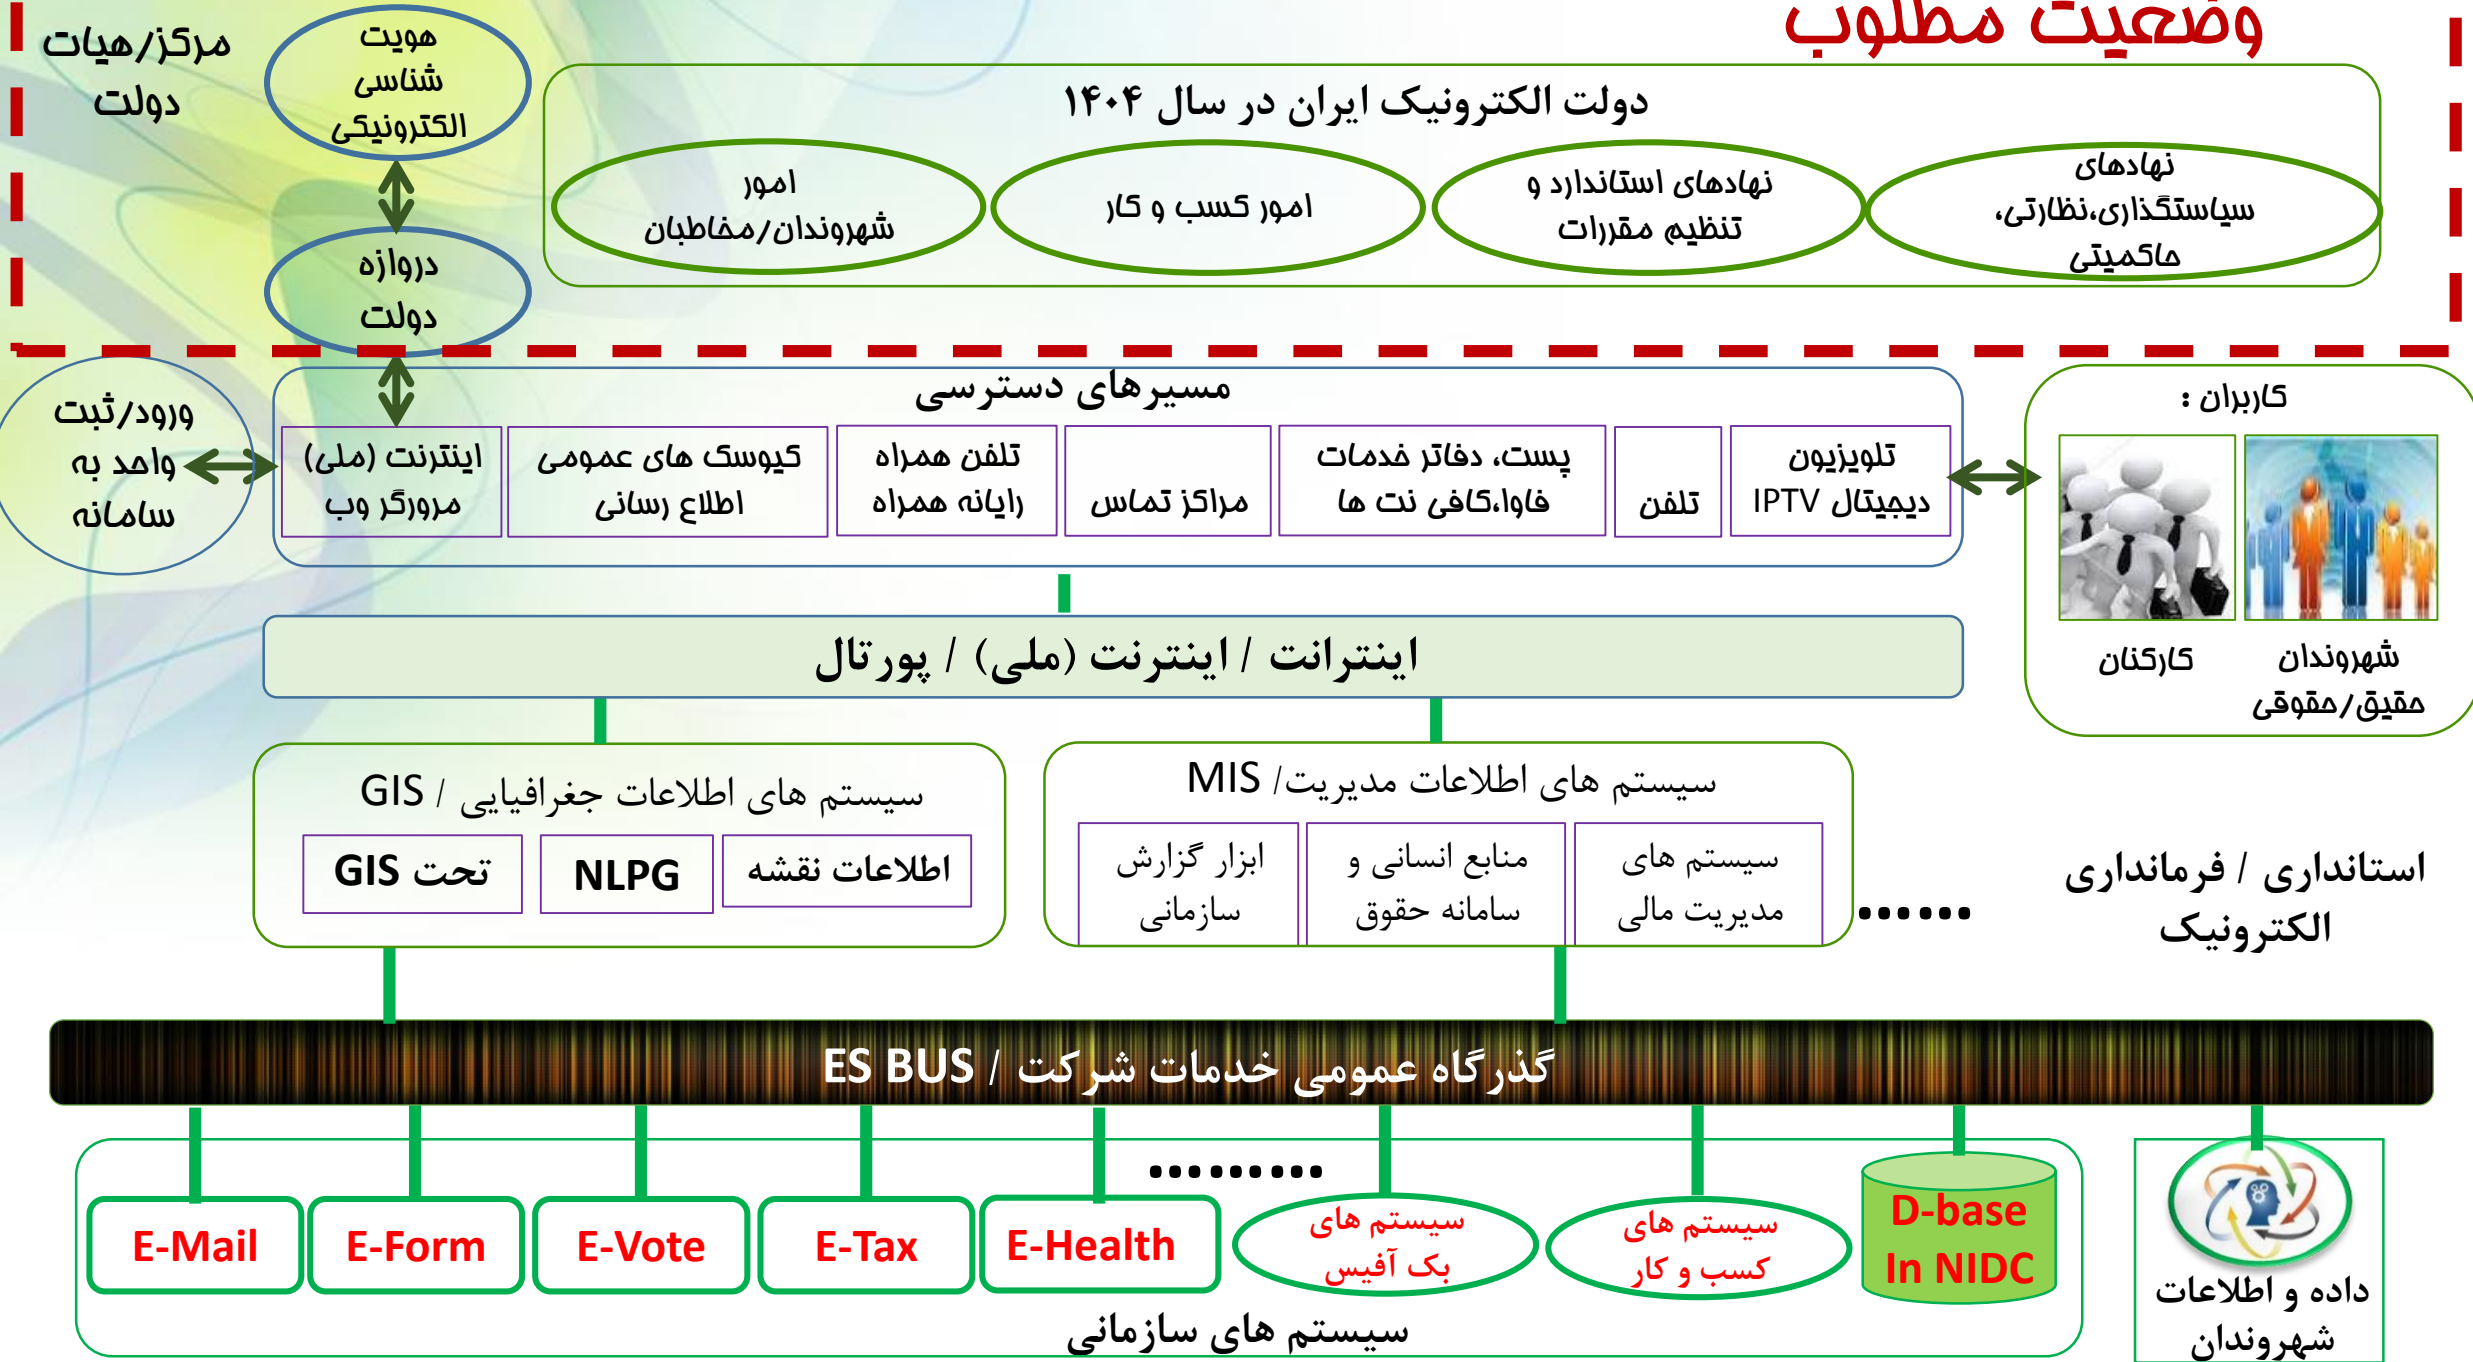 وضعیت مطلوب
مرکز/هیات
دولت
هویت
شناسی
الکترونیکی
دروازه
دولت
دولت الکترونیک ایران در سال ۱۴۰۴
نهادهای
سیاستگذاری،نظارتی،
حاکمیتی
نهادهای استاندارد و
تنظیم مقررات
امور کسب و کار
امور
شهروندان/مخاطبان
کاربران :
کارکنان
شهروندان
حقیق/حقوقی
مسیرهای دسترسی
تلویزیون
دیجیتال IPTV
تلفن
پست، دفاتر خدمات
فاوا،کافی نت ها
مراکز تماس
تلفن همراه
رایانه همراه
کیوسک های عمومی
اطلاع رسانی
اینترنت (ملی)
مرورگر وب
ورود/ثبت
واحد به
سامانه
اینترانت / اینترنت (ملی) / پورتال
سیستم های اطلاعات مدیریت/ MIS
سیستم های
مدیریت مالی
منابع انسانی و
سامانه حقوق
ابزار گزارش
سازمانی
سیستم های اطلاعات جغرافیایی / GIS
اطلاعات نقشه
NLPG
تحت GIS
......
استانداری / فرمانداری
الکترونیک
گذرگاه عمومی خدمات شرکت / ES BUS
.........
E-Mail
E-Form
E-Vote
E-Tax
E-Health
سیستم های
بک آفیس
سیستم های
کسب و کار
D-base
In NIDC
سیستم های سازمانی
داده و اطلاعات
شهروندان